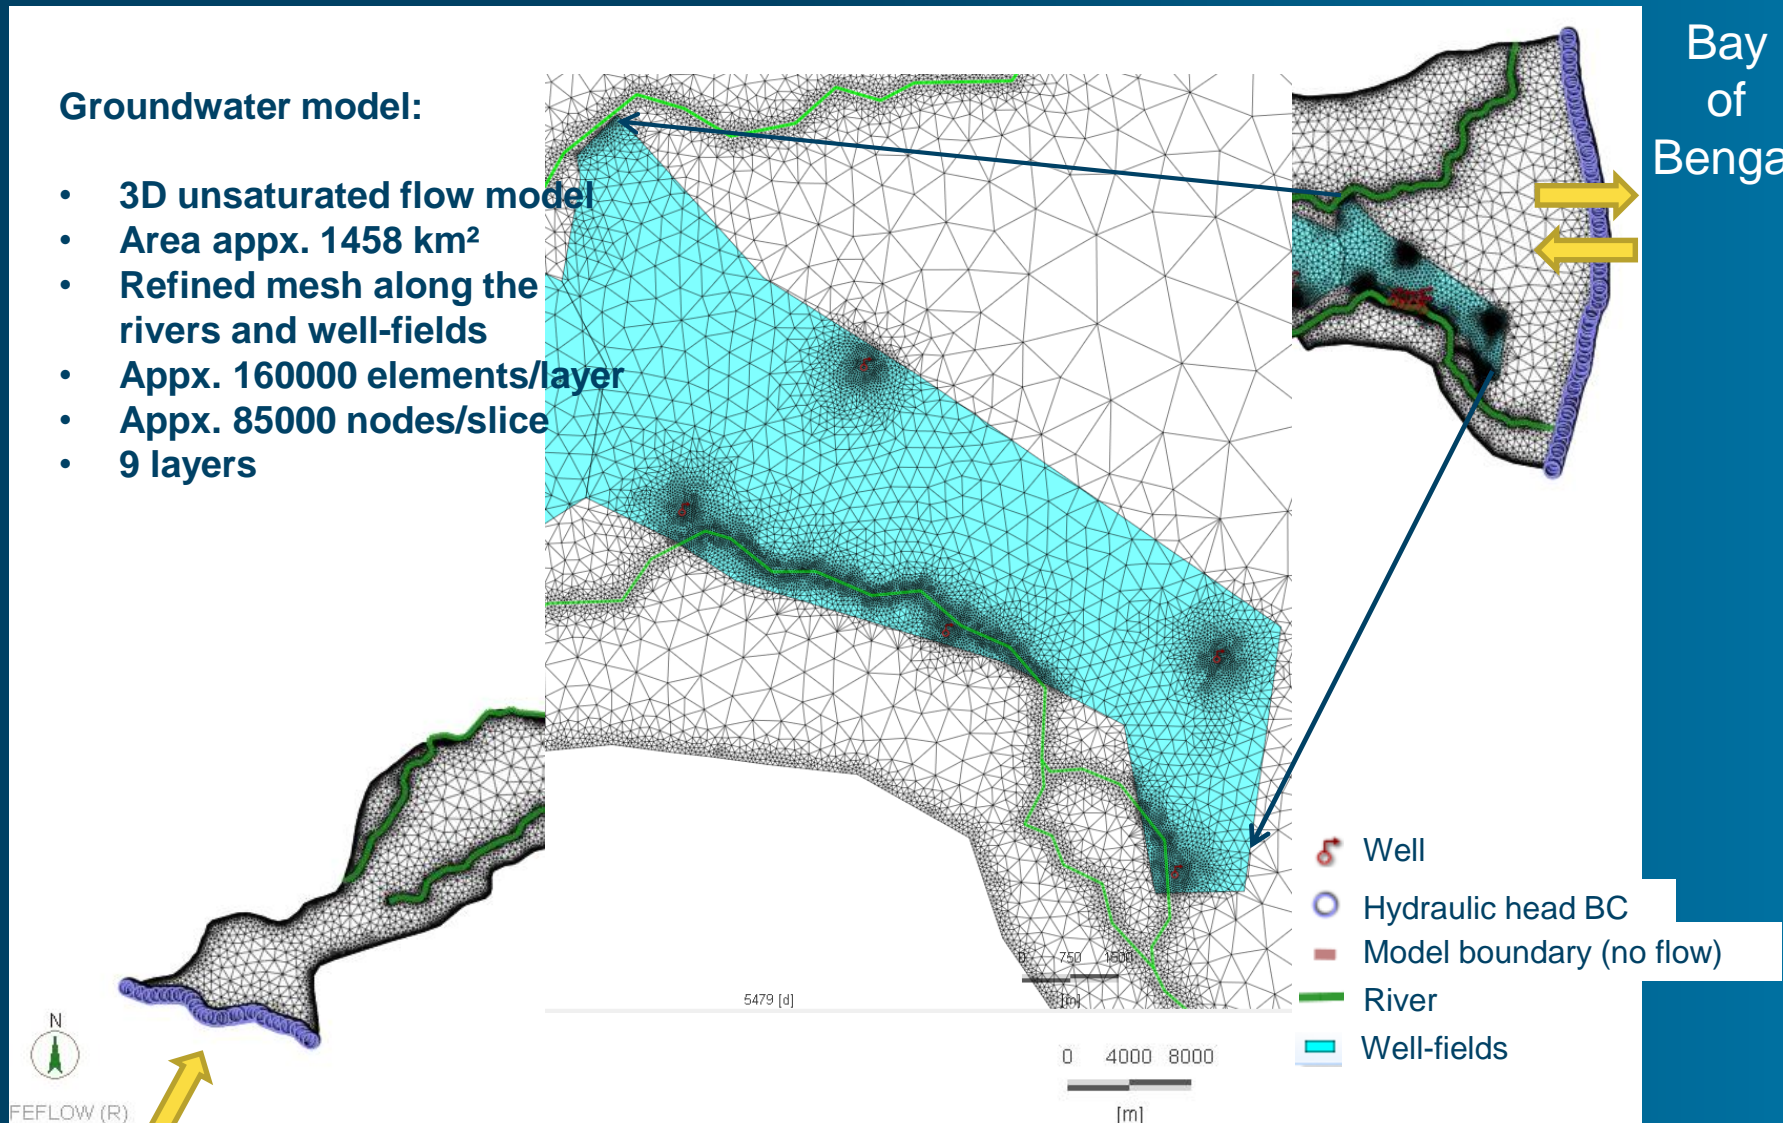 Bay
of
Benga
Groundwater model:
• 3D unsaturated flow model
• Area appx. 1458 km²
• Refined mesh along the
rivers and well-fields
• Appx. 160000 elements/layer
• Appx. 85000 nodes/slice
• 9 layers
0 750 1500
[m]
5479 [d]
Well
Hydraulic head BC
Model boundary (no flow)
River
Well-fields
N
0 4000 8000
[m]
FEFLOW (R)